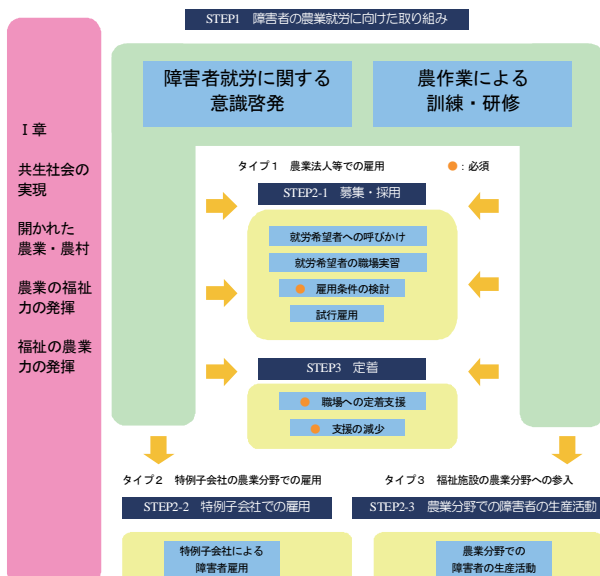 STEP1 障害者の農業就労に向けた取り組み
障害者就労に関する
意識啓発
農作業による
訓練・研修
Ⅰ章
共生社会の
実現
開かれた
農業・農村
農業の福祉
力の発揮
福祉の農業
力の発揮
タイプ1 農業法人等での雇用
●:必須
STEP2-1 募集・採用
就労希望者への呼びかけ
就労希望者の職場実習
● 雇用条件の検討
試行雇用
STEP3 定着
● 職場への定着支援
● 支援の減少
タイプ2 特例子会社の農業分野での雇用
STEP2-2 特例子会社での雇用
特例子会社による
障害者雇用
タイプ3 福祉施設の農業分野への参入
STEP2-3 農業分野での障害者の生産活動
農業分野での
障害者の生産活動